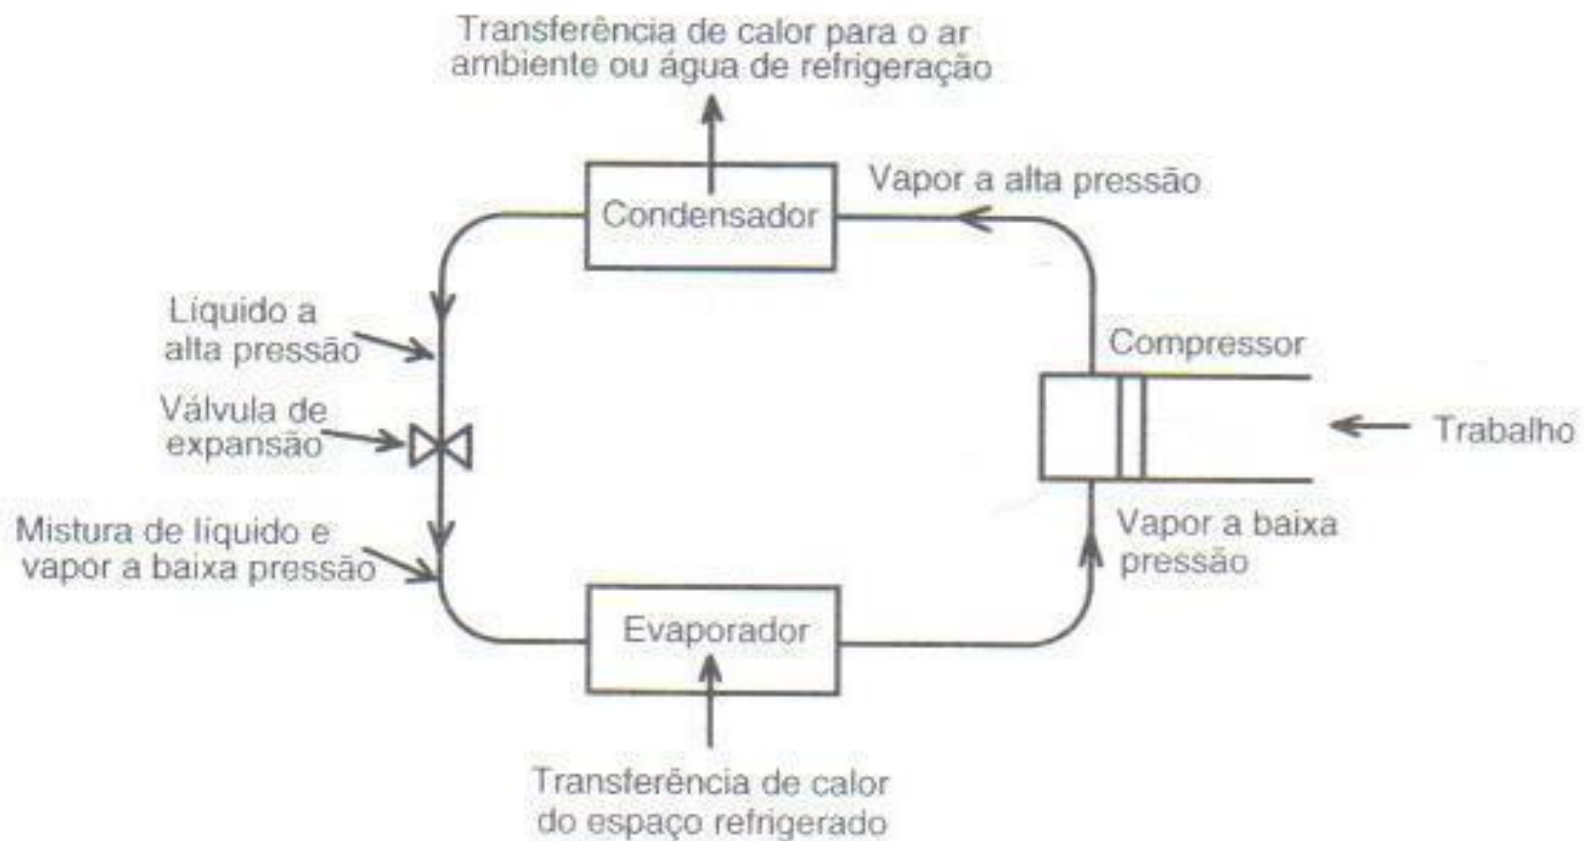 Transferência de calor para o ar
ambiente ou água de refrigeração
Vapor a alta pressão
Condensador
Líquido a
alta pressão
Compressor
Válvula de
expansão
Trabalho
Mistura de líquido e
vapor a baixa pressão
Vapor a baixa
pressão
Evaporador
Transferência de calor
do espaço refrigerado